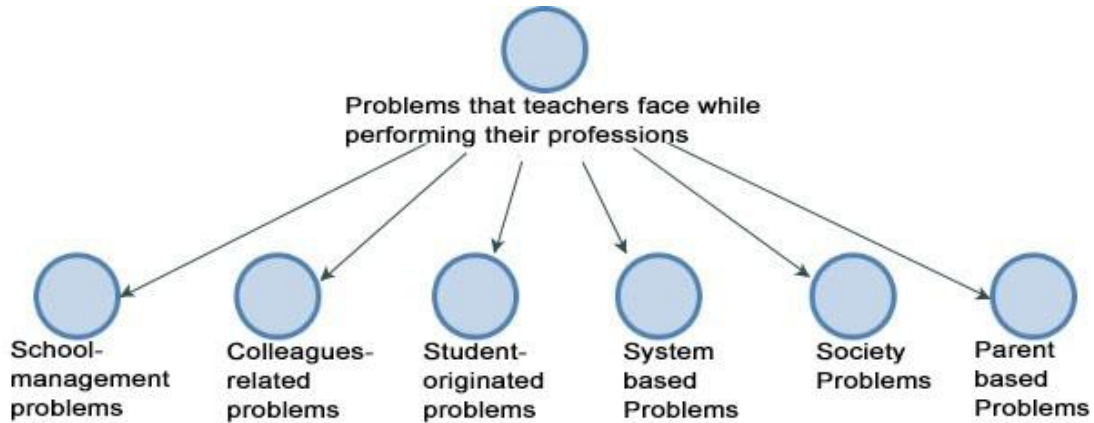 Problems that teachers face while
performing their professions
School-
management
problems
Colleagues-
related
problems
Student-
originated
problems
System
based
Problems
Society
Problems
Parent
based
Problems